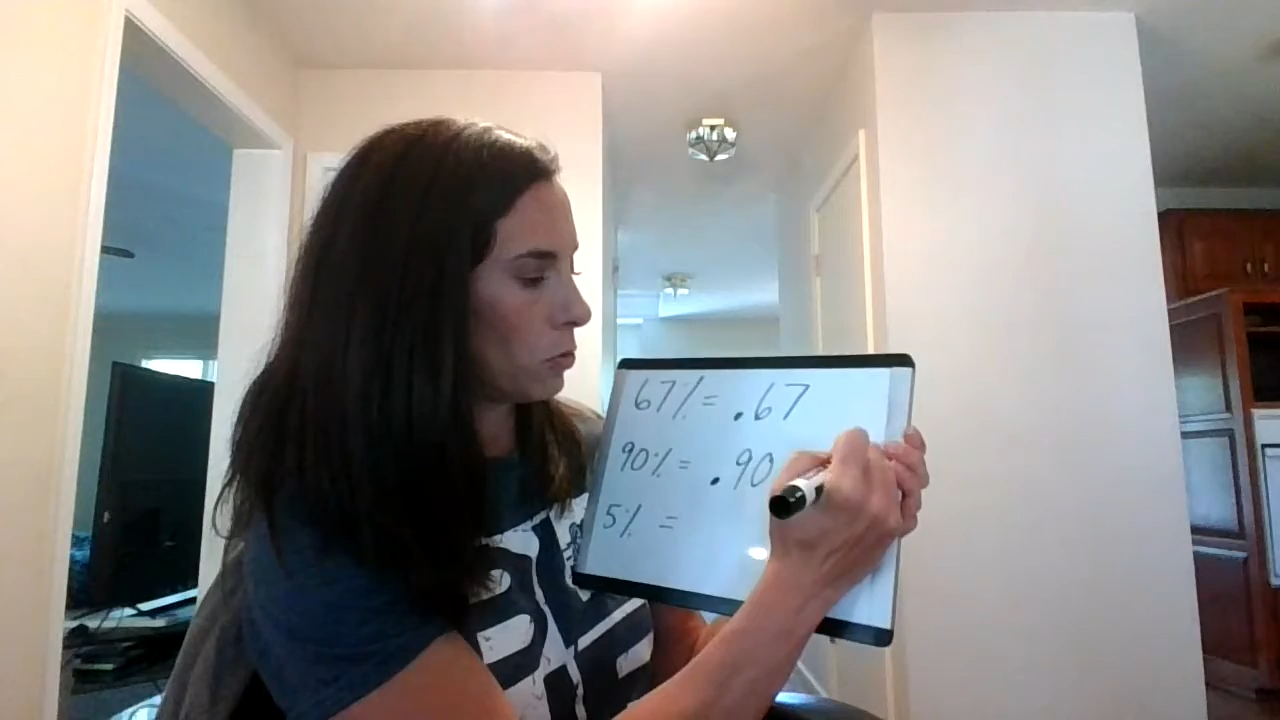 67% = .67
90% = .90
5% =